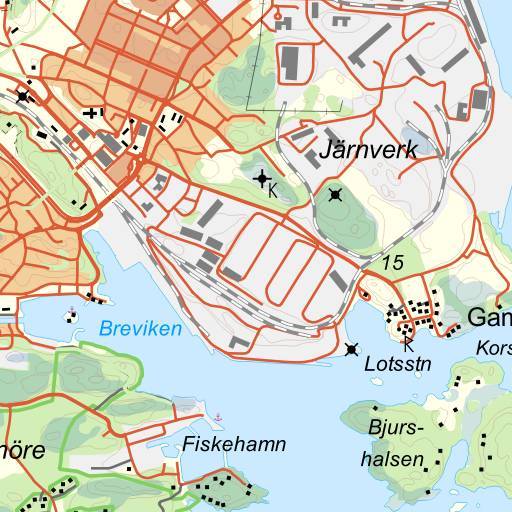 Järnverk
K
15
Breviken
Gam
Kors
R
Lotsstn
Bjurs-
halsen
nöre
Fiskehamn